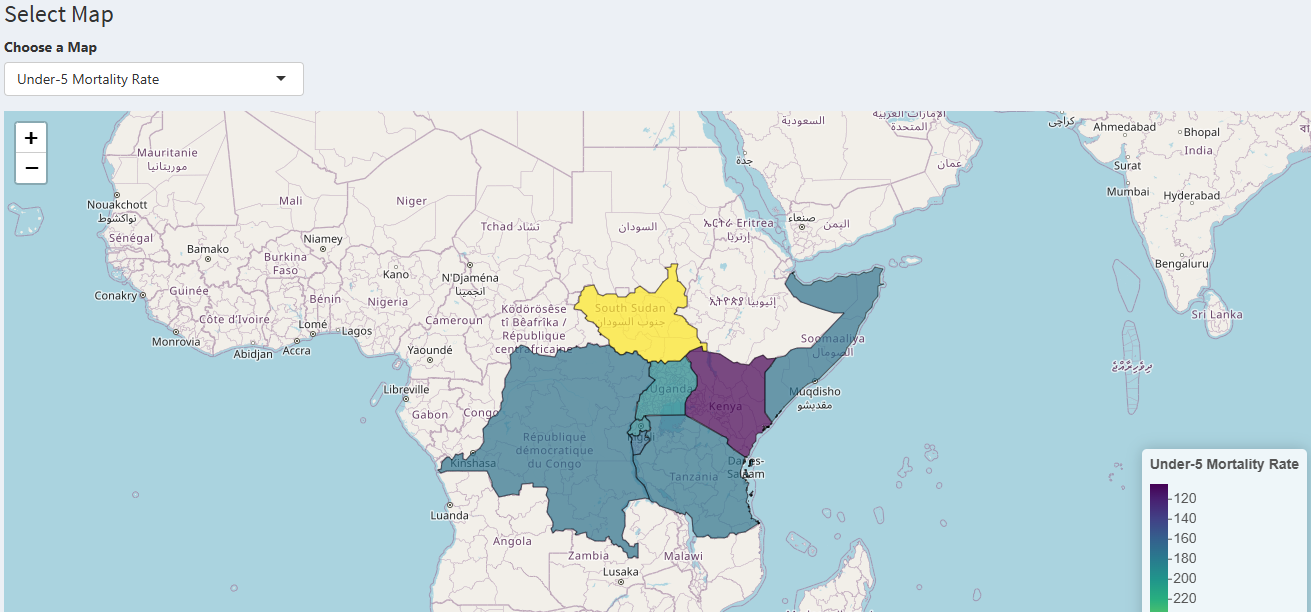 Select Map
Choose a Map
Under-5 Mortality Rate
+
−
السعودية
الإمارات العربية
المتحدة
کراچی
Ahmedabad
Bhopal
India
Surat
Mumbai
Hyderabad
Bengaluru
Sri Lanka
ދިވެހިރާއްޖެ
Mauritanie
موريتانيا
Nouakchott
نواكشوط
Mali
Niger
Tchad تشاد
السودان
جدة
عمان
ኤርትራ Eritrea
إرتريا
صنعاء
اليمن
Sénégal
Bamako
Niamey
Burkina
Faso
Kano
N'Djaména
انجمينا
Guinée
Conakry
Bénin
Nigeria
Côte d'Ivoire
Lomé
Lagos
Monrovia
Abidjan
Accra
Cameroun
Yaoundé
Ködörösêse
tî Bêafrîka /
République
centrafricaine
South Sudan
جنوب السودان
ኢትዮጵያ إثيوبيا
Soomaaliya
الصومال
Muqdisho
مقديشو
Libreville
Gabon
Congo
Uganda
Kenya
Kigali
République
démocratique
du Congo
Kinshasa
Tanzania
Dar es-
Salaam
Luanda
Angola
Zambia
Malawi
Lusaka
Under-5 Mortality Rate
120
140
160
180
200
220